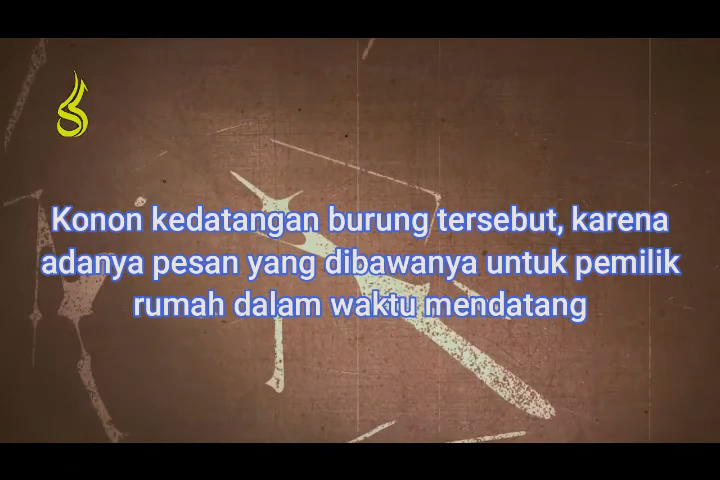 Konon kedatangan burung tersebut, karena
adanya pesan yang dibawanya untuk pemilik
rumah dalam waktu mendatang